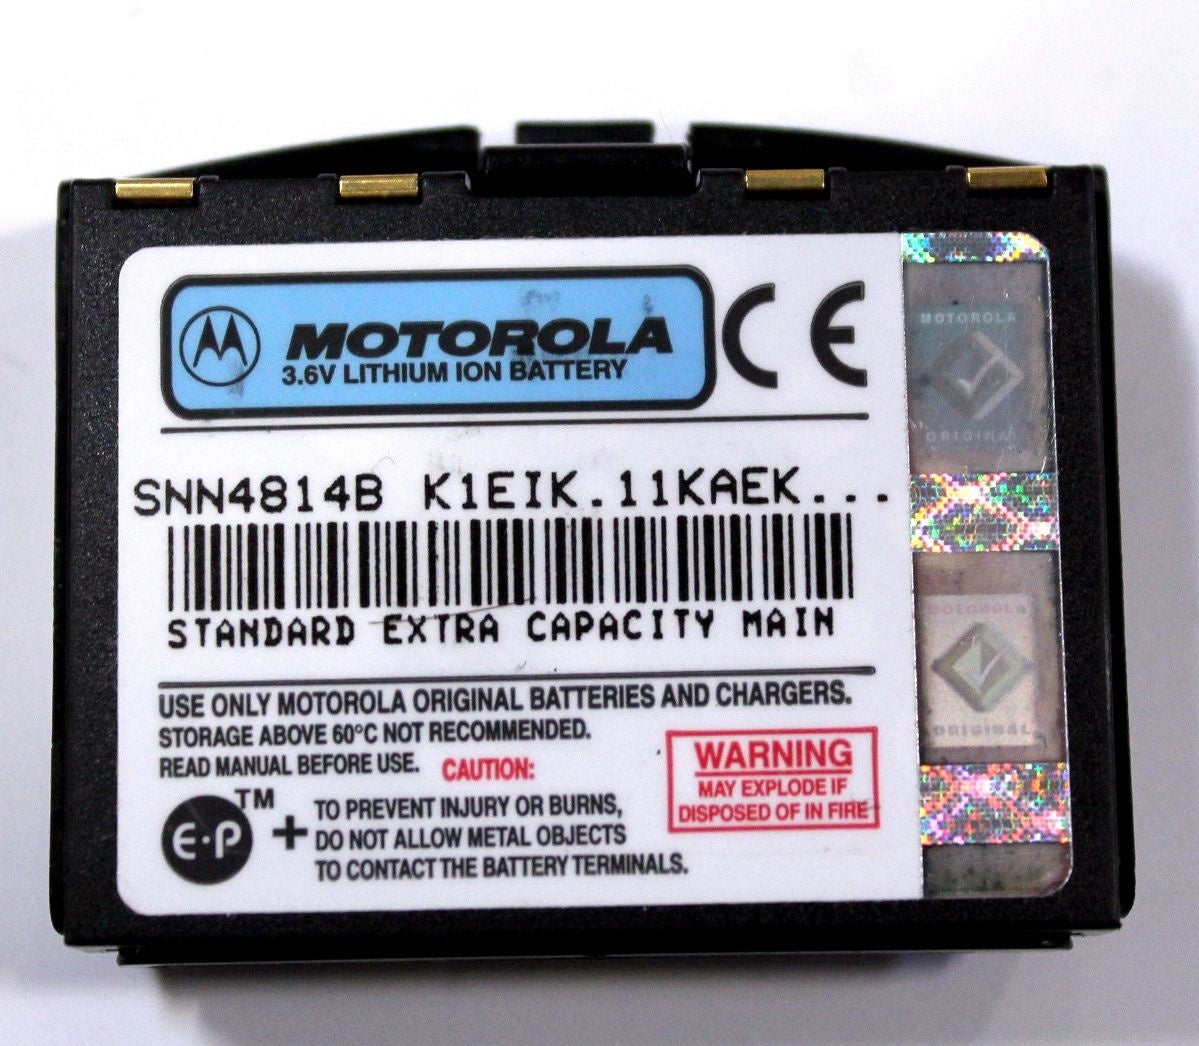 MOTOROLA
3.6V LITHIUM ION BATTERY
CE
SNN4814B K1EIK.11KAEK...
STANDARD EXTRA CAPACITY MAIN
USE ONLY MOTOROLA ORIGINAL BATTERIES AND CHARGERS.
STORAGE ABOVE 60°C NOT RECOMMENDED.
READ MANUAL BEFORE USE. CAUTION:
E·P™ + TO PREVENT INJURY OR BURNS,
DO NOT ALLOW METAL OBJECTS
TO CONTACT THE BATTERY TERMINALS.
WARNING
MAY EXPLODE IF
DISPOSED OF IN FIRE
MOTOROLA
ORIGINAL
MOTOROLA
ORIGINAL